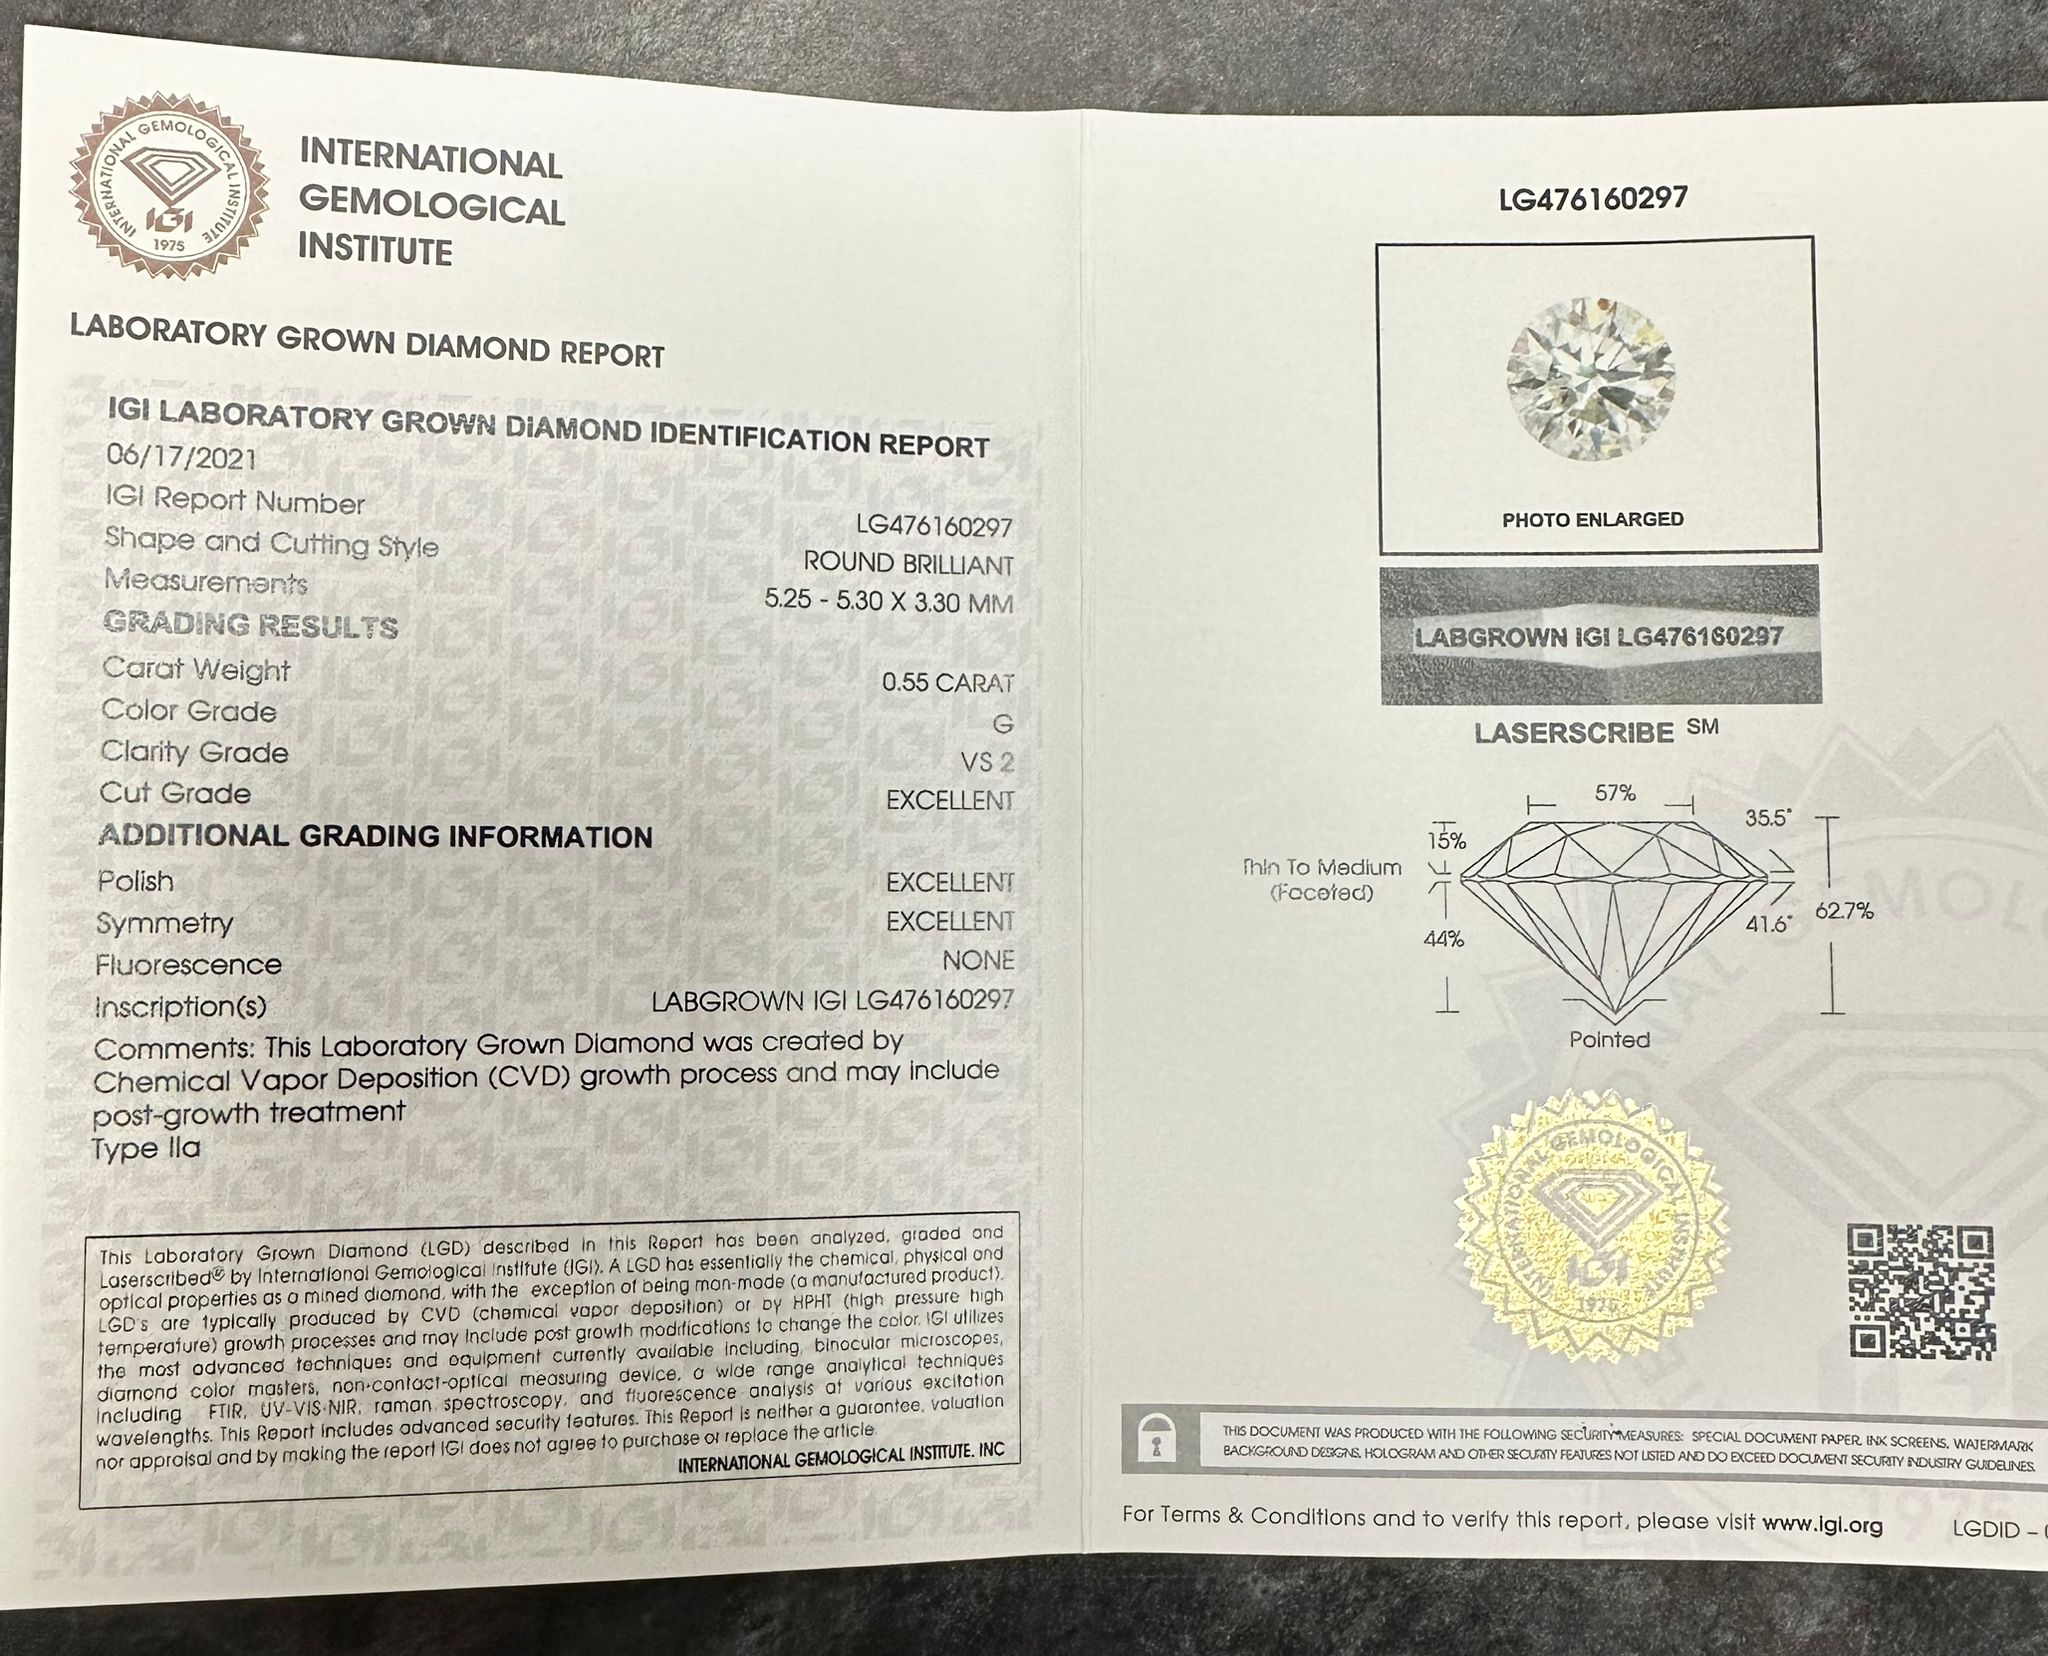 INTERNATIONAL GEMOLOGICAL INSTITUTE
IGI
1975
INTERNATIONAL
GEMOLOGICAL
INSTITUTE
LABORATORY GROWN DIAMOND REPORT
IGI LABORATORY GROWN DIAMOND IDENTIFICATION REPORT
06/17/2021
IGI Report Number LG476160297
Shape and Cutting Style ROUND BRILLIANT
Measurements 5.25 - 5.30 X 3.30 MM
GRADING RESULTS
Carat Weight 0.55 CARAT
Color Grade G
Clarity Grade VS 2
Cut Grade EXCELLENT
ADDITIONAL GRADING INFORMATION
Polish EXCELLENT
Symmetry EXCELLENT
Fluorescence NONE
Inscription(s) LABGROWN IGI LG476160297
Comments: This Laboratory Grown Diamond was created by
Chemical Vapor Deposition (CVD) growth process and may include
post-growth treatment
Type IIa
This Laboratory Grown Diamond (LGD) described in this Report has been analyzed, graded and
Laserscribed® by International Gemological Institute (IGI). A LGD has essentially the chemical, physical and
optical properties as a mined diamond, with the exception of being man-made (a manufactured product).
LGD's are typically produced by CVD (chemical vapor deposition) or by HPHT (high pressure high
temperature) growth processes and may include post growth modifications to change the color. IGI utilizes
the most advanced techniques and equipment currently available including, binocular microscopes,
diamond color masters, non-contact-optical measuring device, a wide range analytical techniques
including FTIR, UV-VIS-NIR, raman spectroscopy, and fluorescence analysis at various excitation
wavelengths. This Report includes advanced security features. This Report is neither a guarantee, valuation
nor appraisal and by making the report IGI does not agree to purchase or replace the article.
INTERNATIONAL GEMOLOGICAL INSTITUTE. INC
LG476160297
PHOTO ENLARGED
LABGROWN IGI LG476160297
LASERSCRIBE SM
57%
35.5°
15%
Thin To Medium
(Faceted)
62.7%
41.6°
44%
Pointed
INTERNATIONAL GEMOLOGICAL INSTITUTE
IGI
1975
THIS DOCUMENT WAS PRODUCED WITH THE FOLLOWING SECURITY MEASURES: SPECIAL DOCUMENT PAPER, INK SCREENS, WATERMARK
BACKGROUND DESIGNS, HOLOGRAM AND OTHER SECURITY FEATURES NOT LISTED AND DO EXCEED DOCUMENT SECURITY INDUSTRY GUIDELINES.
For Terms & Conditions and to verify this report, please visit www.igi.org
LGDID –